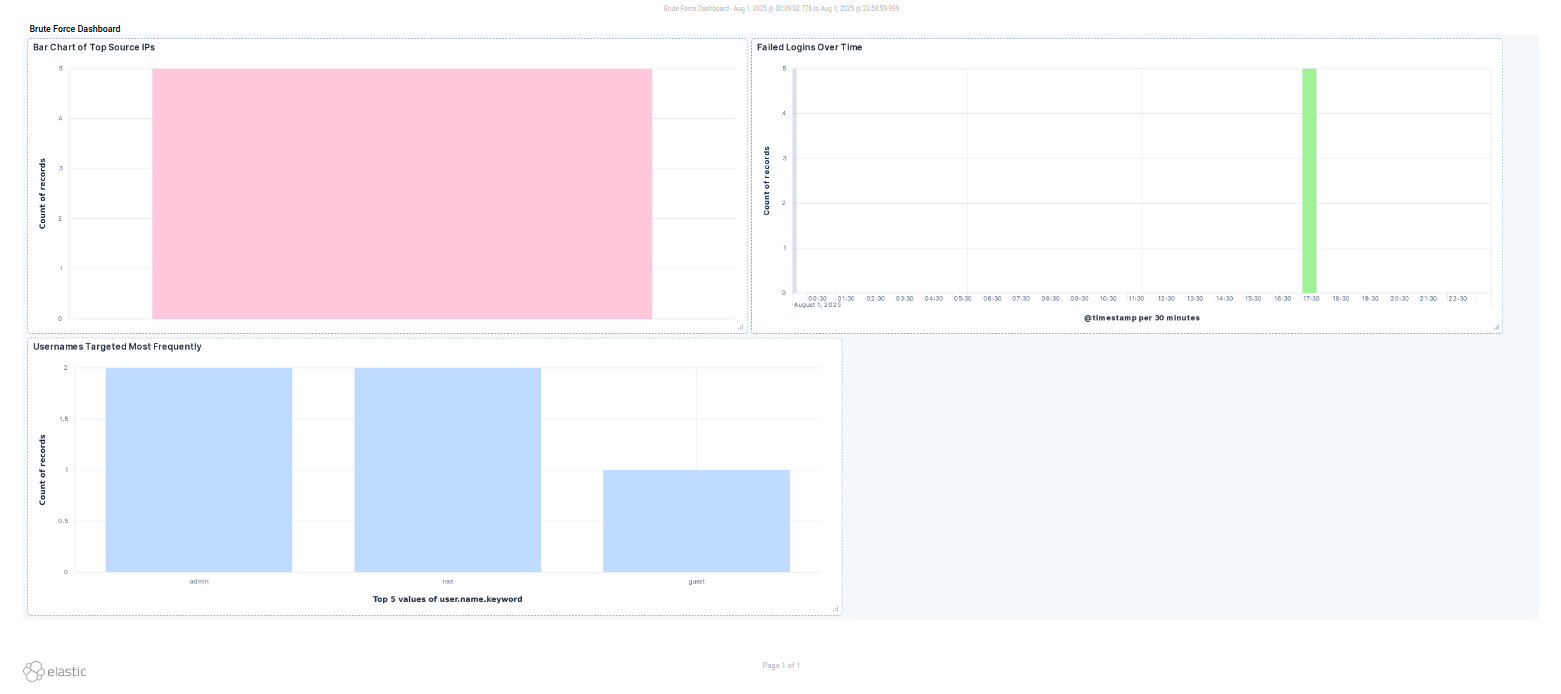 Brute Force Dashboard - Aug 1, 2025 @ 00:09:02.776 to Aug 1, 2025 @ 23:59:59.999
Brute Force Dashboard
Bar Chart of Top Source IPs
5
4
3
2
1
0
Count of records
Failed Logins Over Time
5
4
3
2
1
0
Count of records
00:30 01:30 02:30 03:30 04:30 05:30 06:30 07:30 08:30 09:30 10:30 11:30 12:30 13:30 14:30 15:30 16:30 17:30 18:30 19:30 20:30 21:30 22:30
August 1, 2025
@timestamp per 30 minutes
Usernames Targeted Most Frequently
2
1.5
1
0.5
0
Count of records
admin root guest
Top 5 values of user.name.keyword
elastic
Page 1 of 1